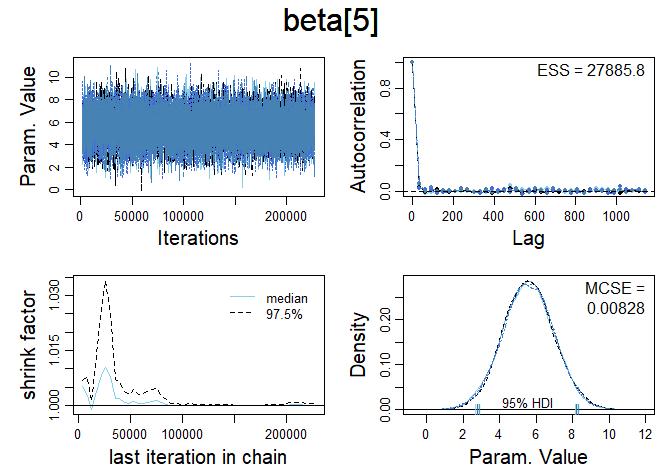 beta[5]
Param. Value
0 2 4 6 8 10
0 50000 100000 200000
Iterations
Autocorrelation
0.0 0.4 0.8
ESS = 27885.8
0 200 400 600 800 1000
Lag
shrink factor
1.000 1.015 1.030
median
97.5%
0 50000 100000 200000
last iteration in chain
Density
0.00 0.10 0.20
MCSE =
0.00828
95% HDI
0 2 4 6 8 10 12
Param. Value